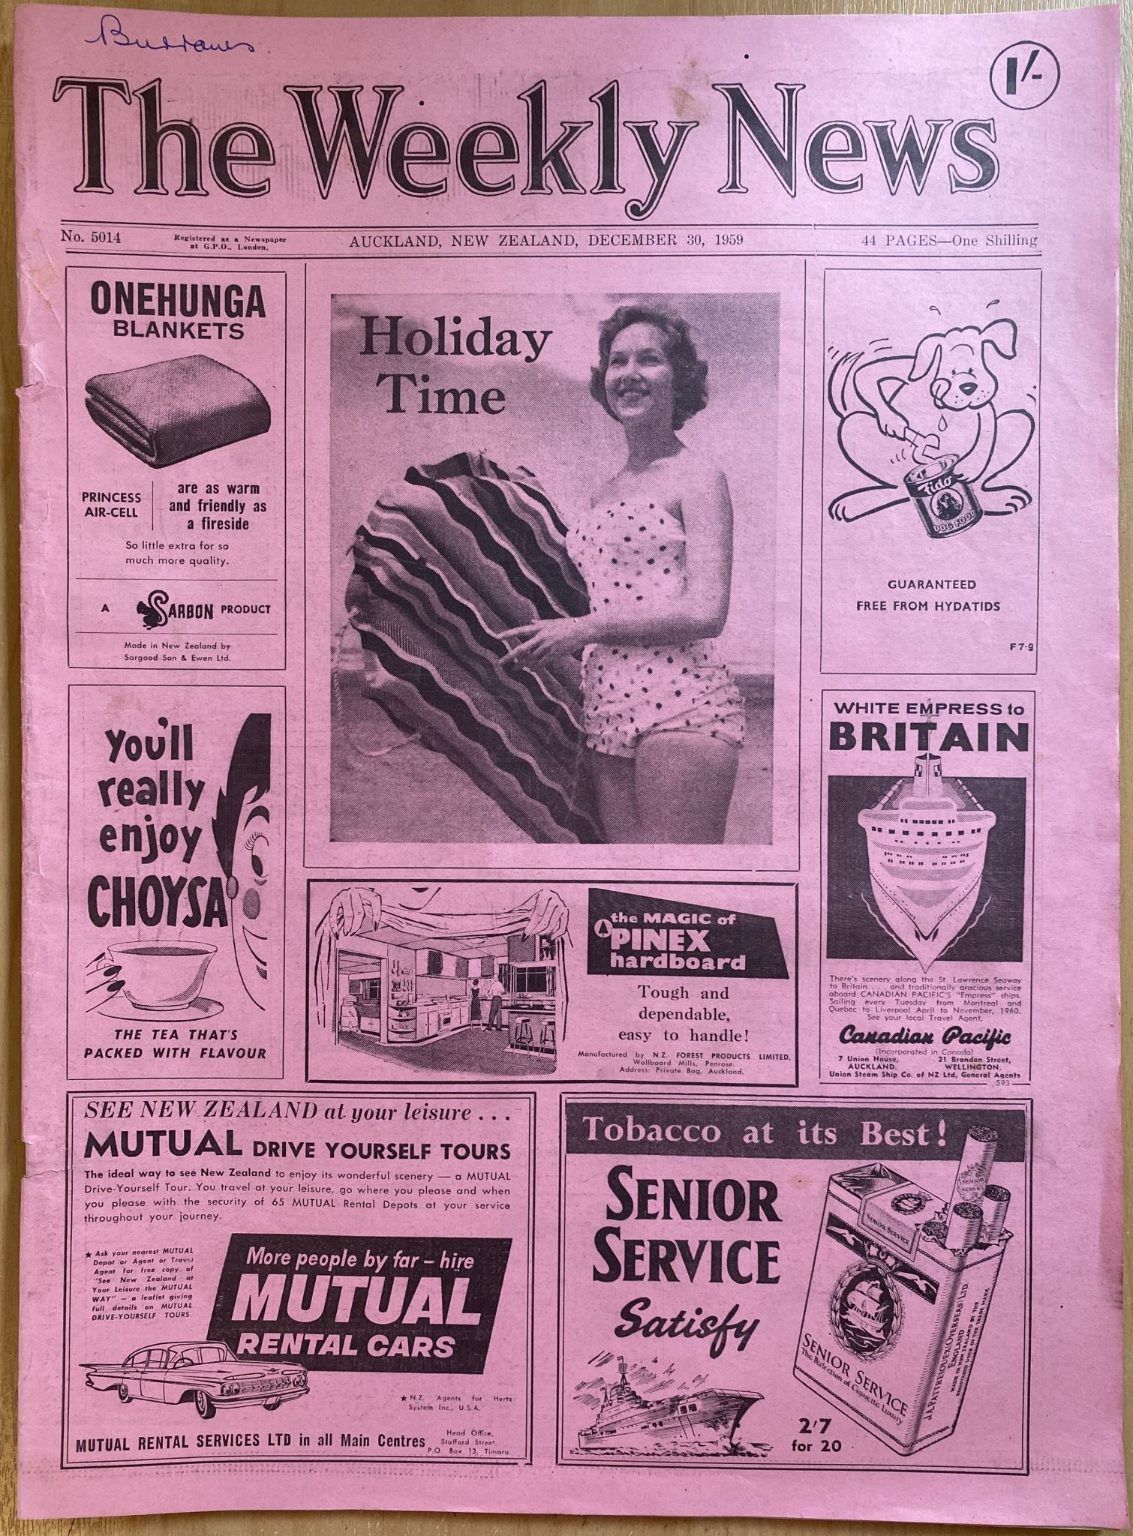 The Weekly News
1/-
No. 5014
Registered as a Newspaper
at G.P.O., London.
AUCKLAND, NEW ZEALAND, DECEMBER 30, 1959
44 PAGES—One Shilling
ONEHUNGA
BLANKETS
PRINCESS
AIR-CELL
are as warm
and friendly as
a fireside
So little extra for so
much more quality.
A SARBON PRODUCT
Made in New Zealand by
Sargood Son & Ewen Ltd.
Holiday
Time
Fido
DOG FOOD
GUARANTEED
FREE FROM HYDATIDS
F7·9
You'll
really
enjoy
CHOYSA
THE TEA THAT'S
PACKED WITH FLAVOUR
the MAGIC of
PINEX
hardboard
Tough and
dependable,
easy to handle!
Manufactured by N.Z. FOREST PRODUCTS LIMITED,
Wallboard Mills, Penrose.
Address: Private Bag, Auckland.
WHITE EMPRESS to
BRITAIN
There's scenery along the St. Lawrence Seaway
to Britain . . . and traditionally gracious service
aboard CANADIAN PACIFIC'S "Empress" ships.
Sailing every Tuesday from Montreal and
Quebec to Liverpool April to November, 1960.
See your local Travel Agent.
Canadian Pacific
(Incorporated in Canada)
7 Union House, 21 Brandon Street,
AUCKLAND. WELLINGTON.
Union Steam Ship Co. of NZ Ltd, General Agents
593
SEE NEW ZEALAND at your leisure . . .
MUTUAL DRIVE YOURSELF TOURS
The ideal way to see New Zealand to enjoy its wonderful scenery — a MUTUAL
Drive-Yourself Tour. You travel at your leisure, go where you please and when
you please with the security of 65 MUTUAL Rental Depots at your service
throughout your journey.
★ Ask your nearest MUTUAL
Depot or Agent or Travel
Agent for free copy of
"See New Zealand at
Your Leisure the MUTUAL
WAY" — a leaflet giving
full details on MUTUAL
DRIVE-YOURSELF TOURS.
More people by far – hire
MUTUAL
RENTAL CARS
★ N.Z. Agents for Hertz
System Inc., U.S.A.
MUTUAL RENTAL SERVICES LTD in all Main Centres
Head Office,
Stafford Street,
P.O. Box 13, Timaru.
Tobacco at its Best!
SENIOR
SERVICE
Satisfy
2'7
for 20
SENIOR SERVICE
SENIOR SERVICE
SENIOR SERVICE
The Perfection of Cigarette Luxury